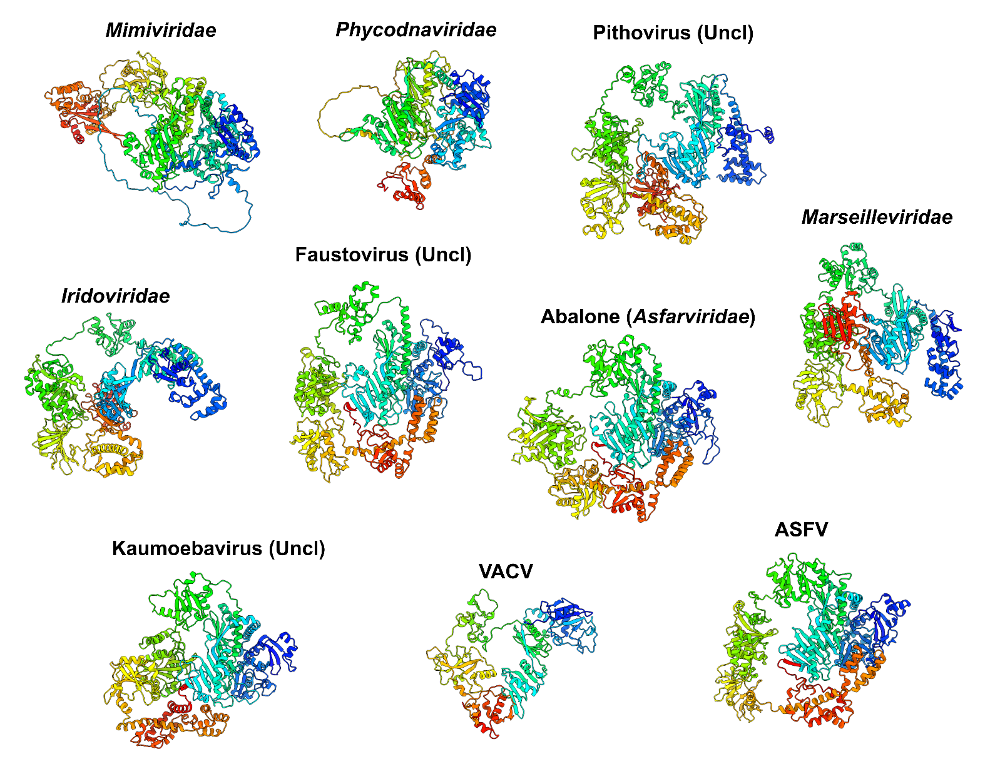 Mimiviridae
Phycodnaviridae
Pithovirus (Uncl)
Marseilleviridae
Faustovirus (Uncl)
Iridoviridae
Abalone (Asfarviridae)
Kaumoebavirus (Uncl)
VACV
ASFV